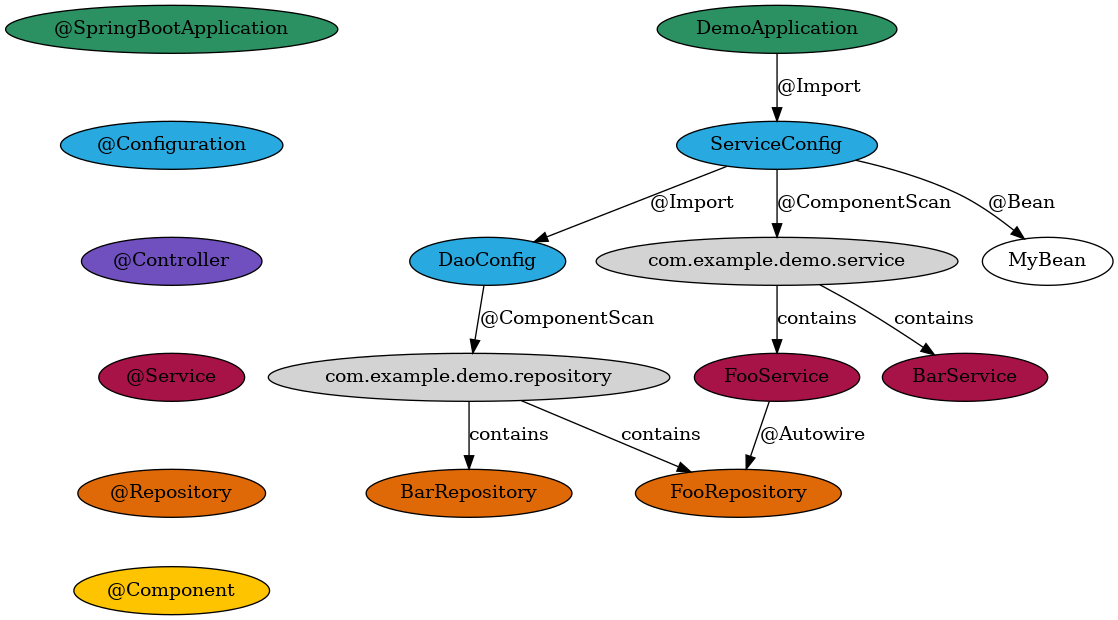 @SpringBootApplication
DemoApplication
@Import
@Configuration
ServiceConfig
@Import
@ComponentScan
@Bean
@Controller
DaoConfig
com.example.demo.service
MyBean
@ComponentScan
contains
contains
@Service
com.example.demo.repository
FooService
BarService
contains
contains
@Autowire
@Repository
BarRepository
FooRepository
@Component